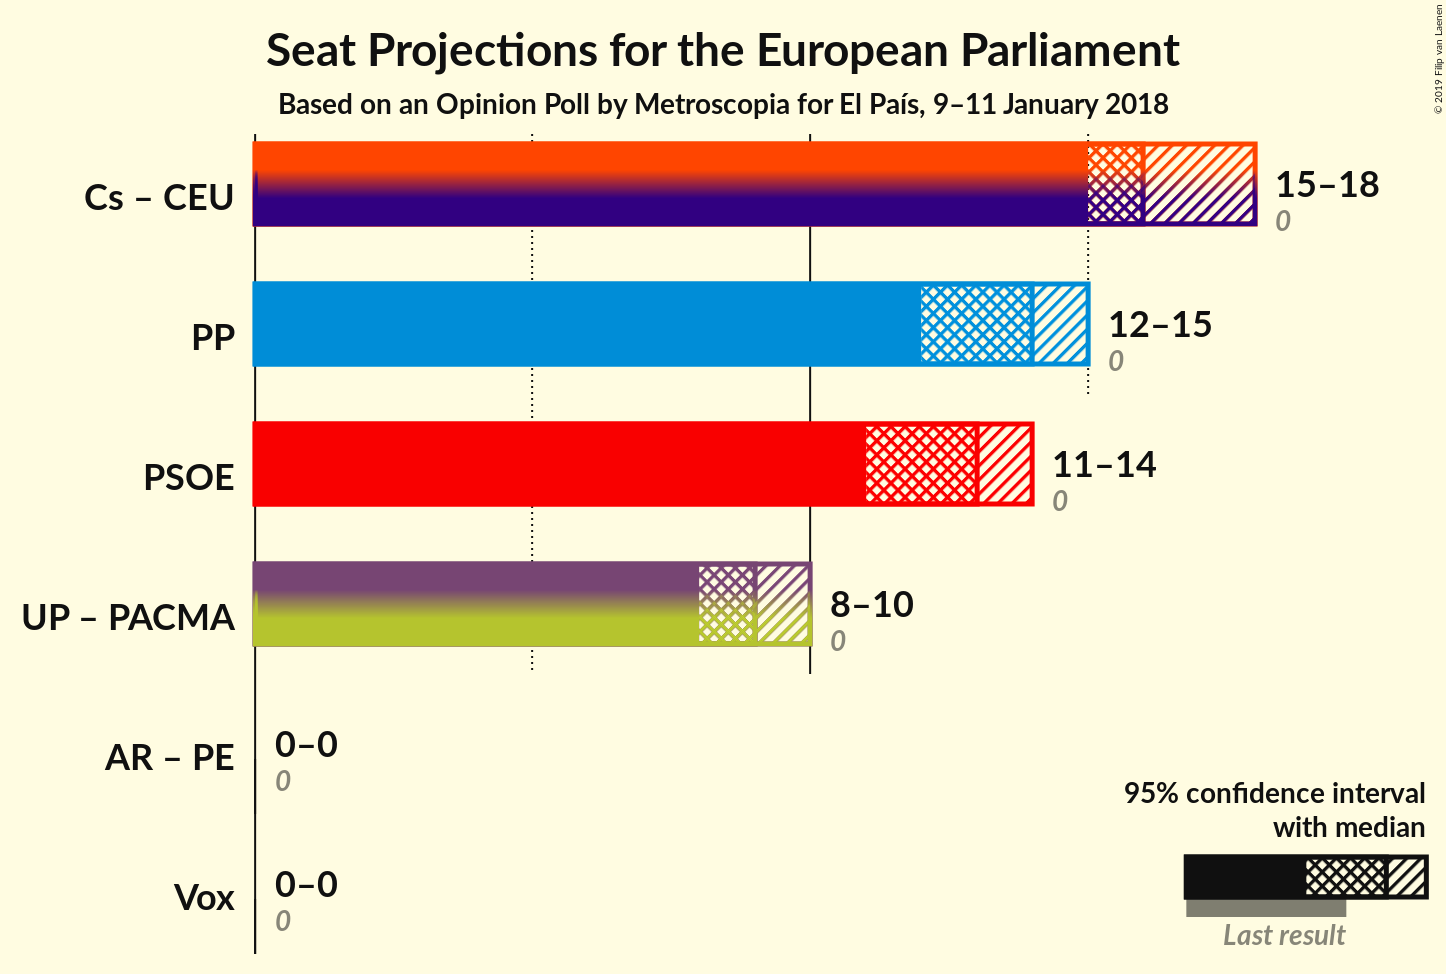 Seat Projections for the European Parliament
Based on an Opinion Poll by Metroscopia for El País, 9–11 January 2018
© 2019 Filip van Laenen
Cs – CEU
15–18
0
PP
12–15
0
PSOE
11–14
0
UP – PACMA
8–10
0
AR – PE
0–0
0
Vox
0–0
0
95% confidence interval
with median
Last result